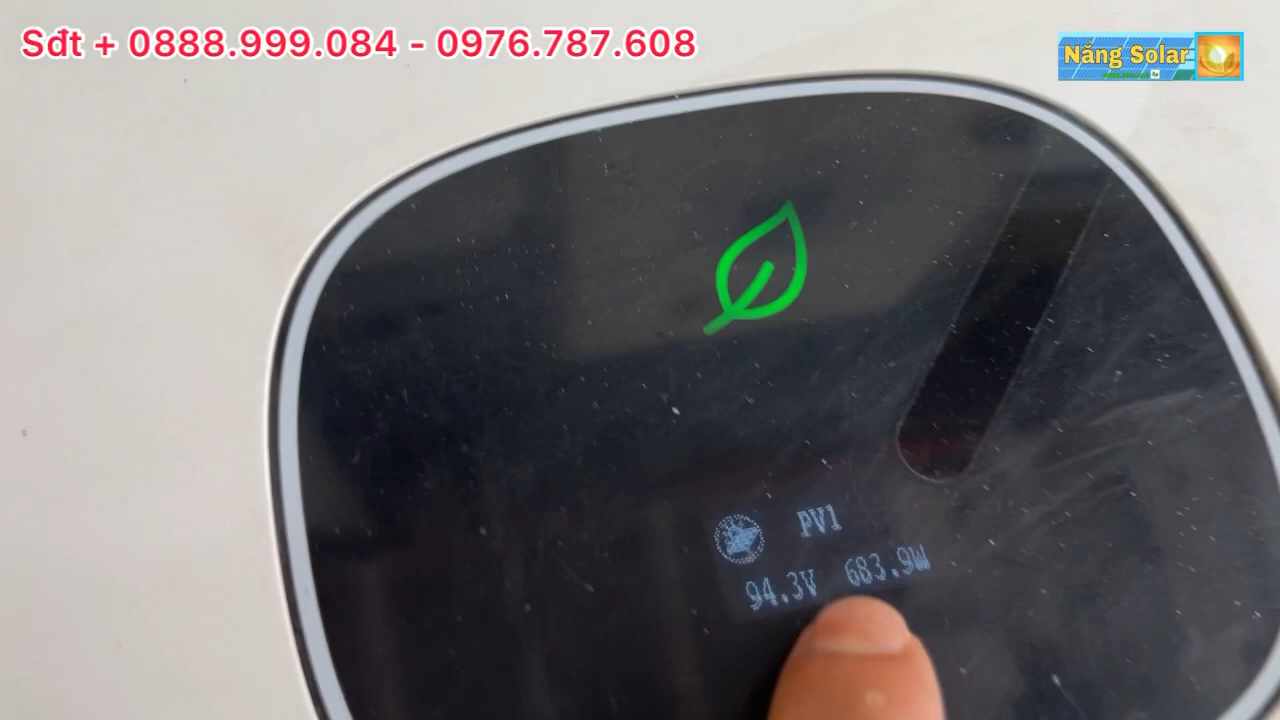 Sđt + 0888.999.084 - 0976.787.608
Nắng Solar
PV1
94.3V 683.9W